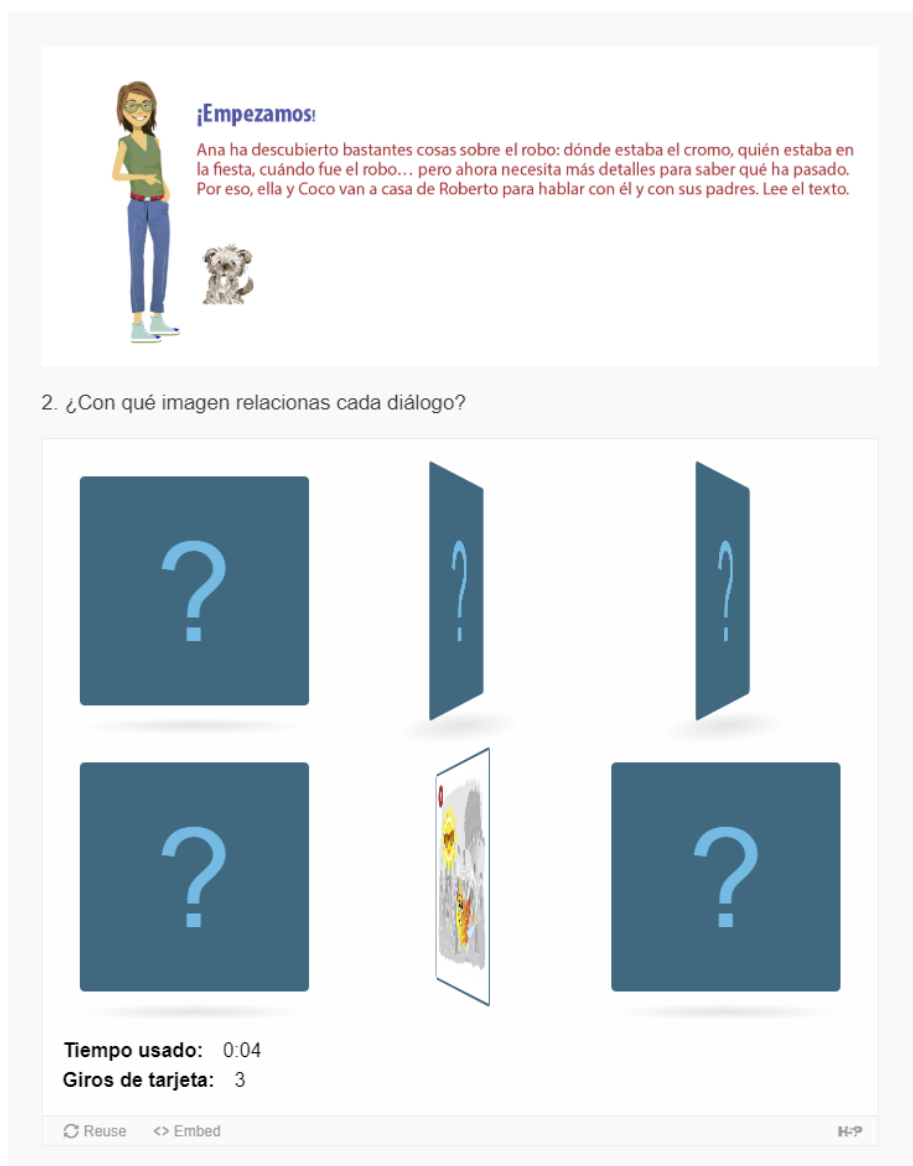 ¡Empezamos!
Ana ha descubierto bastantes cosas sobre el robo: dónde estaba el cromo, quién estaba en
la fiesta, cuándo fue el robo... pero ahora necesita más detalles para saber qué ha pasado.
Por eso, ella y Coco van a casa de Roberto para hablar con él y con sus padres. Lee el texto.
2. ¿Con qué imagen relacionas cada diálogo?
? ? ?
? ?
Tiempo usado: 0:04
Giros de tarjeta: 3
Reuse <> Embed H5P